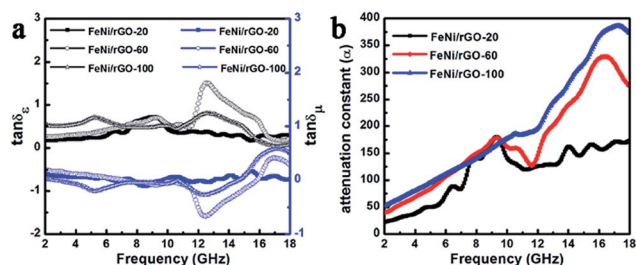 a
FeNi/rGO-20
FeNi/rGO-60
FeNi/rGO-100
FeNi/rGO-20
FeNi/rGO-60
FeNi/rGO-100
tanδε
2
1
0
-1
-2
tanδμ
3
2
1
0
-1
2 4 6 8 10 12 14 16 18
Frequency (GHz)
b
FeNi/rGO-20
FeNi/rGO-60
FeNi/rGO-100
attenuation constant (α)
400
350
300
250
200
150
100
50
0
2 4 6 8 10 12 14 16 18
Frequency (GHz)